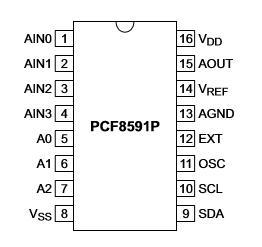 AIN0 1 16 VDD
AIN1 2 15 AOUT
AIN2 3 14 VREF
AIN3 4 13 AGND
PCF8591P
A0 5 12 EXT
A1 6 11 OSC
A2 7 10 SCL
VSS 8 9 SDA